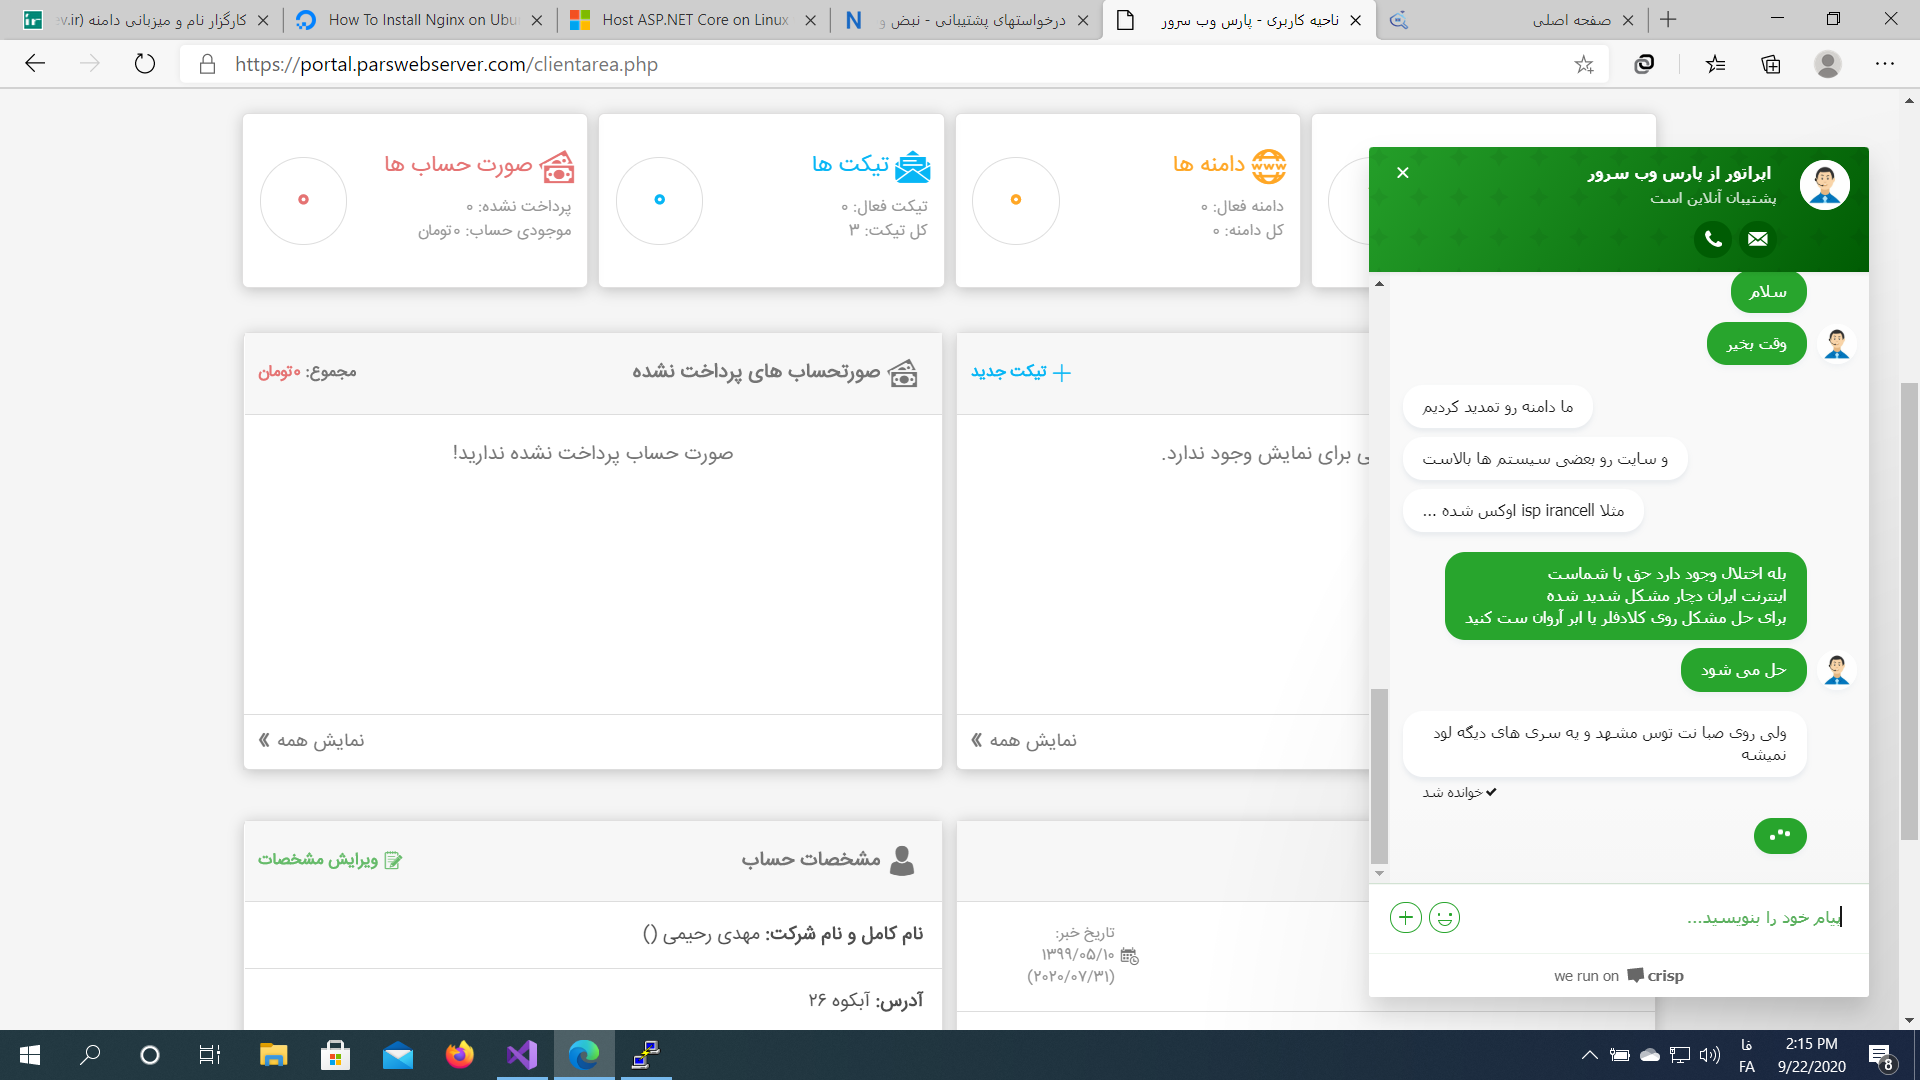 کارگزار نام و میزبانی دامنه (ir.
How To Install Nginx on Ubu
Host ASP.NET Core on Linux
درخواستهای پشتیبانی - نبض و
ناحیه کاربری - پارس وب سرور
صفحه اصلی
https://portal.parswebserver.com/clientarea.php
دامنه ها
دامنه فعال: ۰
کل دامنه: ۰
تیکت ها
تیکت فعال: ۰
کل تیکت: ۳
صورت حساب ها
پرداخت نشده: ۰
موجودی حساب: ۰تومان
تیکت جدید
ی برای نمایش وجود ندارد.
نمایش همه
صورتحساب های پرداخت نشده
مجموع: ۰تومان
صورت حساب پرداخت نشده ندارید!
نمایش همه
تاریخ خبر:
۱۳۹۹/۰۵/۱۰
(۲۰۲۰/۰۷/۳۱)
مشخصات حساب
ویرایش مشخصات
نام کامل و نام شرکت: مهدی رحیمی ()
آدرس: آبکوه ۲۶
اپراتور از پارس وب سرور
پشتیبان آنلاین است
سلام
وقت بخیر
ما دامنه رو تمدید کردیم
و سایت رو بعضی سیستم ها بالاست
مثلا isp irancell اوکس شده ...
بله اختلال وجود دارد حق با شماست
اینترنت ایران دچار مشکل شدید شده
برای حل مشکل روی کلادفلر یا ابر آروان ست کنید
حل می شود
ولی روی صبا نت توس مشهد و یه سری های دیگه لود
نمیشه
خوانده شد
پیام خود را بنویسید...
we run on crisp
فا
FA
2:15 PM
9/22/2020
8